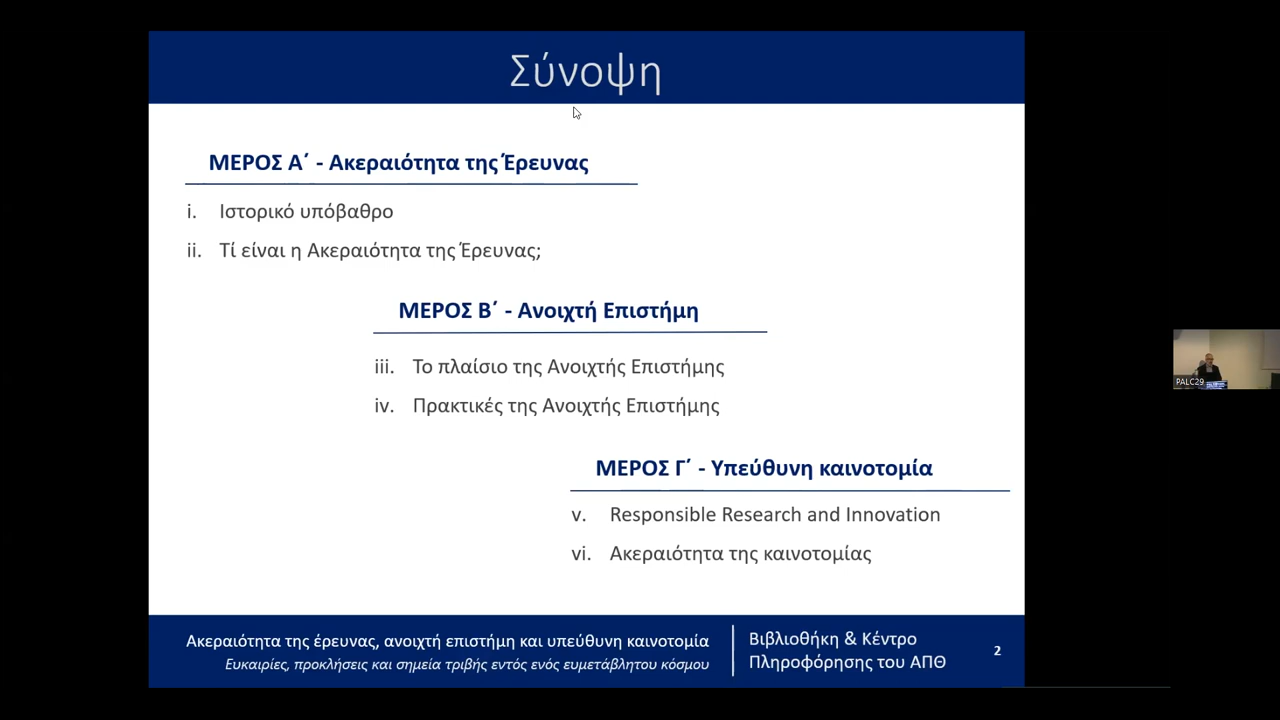 Σύνοψη
ΜΕΡΟΣ Α΄ - Ακεραιότητα της Έρευνας
i. Ιστορικό υπόβαθρο
ii. Τί είναι η Ακεραιότητα της Έρευνας;
ΜΕΡΟΣ Β΄ - Ανοιχτή Επιστήμη
iii. Το πλαίσιο της Ανοιχτής Επιστήμης
iv. Πρακτικές της Ανοιχτής Επιστήμης
ΜΕΡΟΣ Γ΄ - Υπεύθυνη καινοτομία
v. Responsible Research and Innovation
vi. Ακεραιότητα της καινοτομίας
Ακεραιότητα της έρευνας, ανοιχτή επιστήμη και υπεύθυνη καινοτομία
Ευκαιρίες, προκλήσεις και σημεία τριβής εντός ενός ευμετάβλητου κόσμου
Βιβλιοθήκη & Κέντρο
Πληροφόρησης του ΑΠΘ
2
PALC29